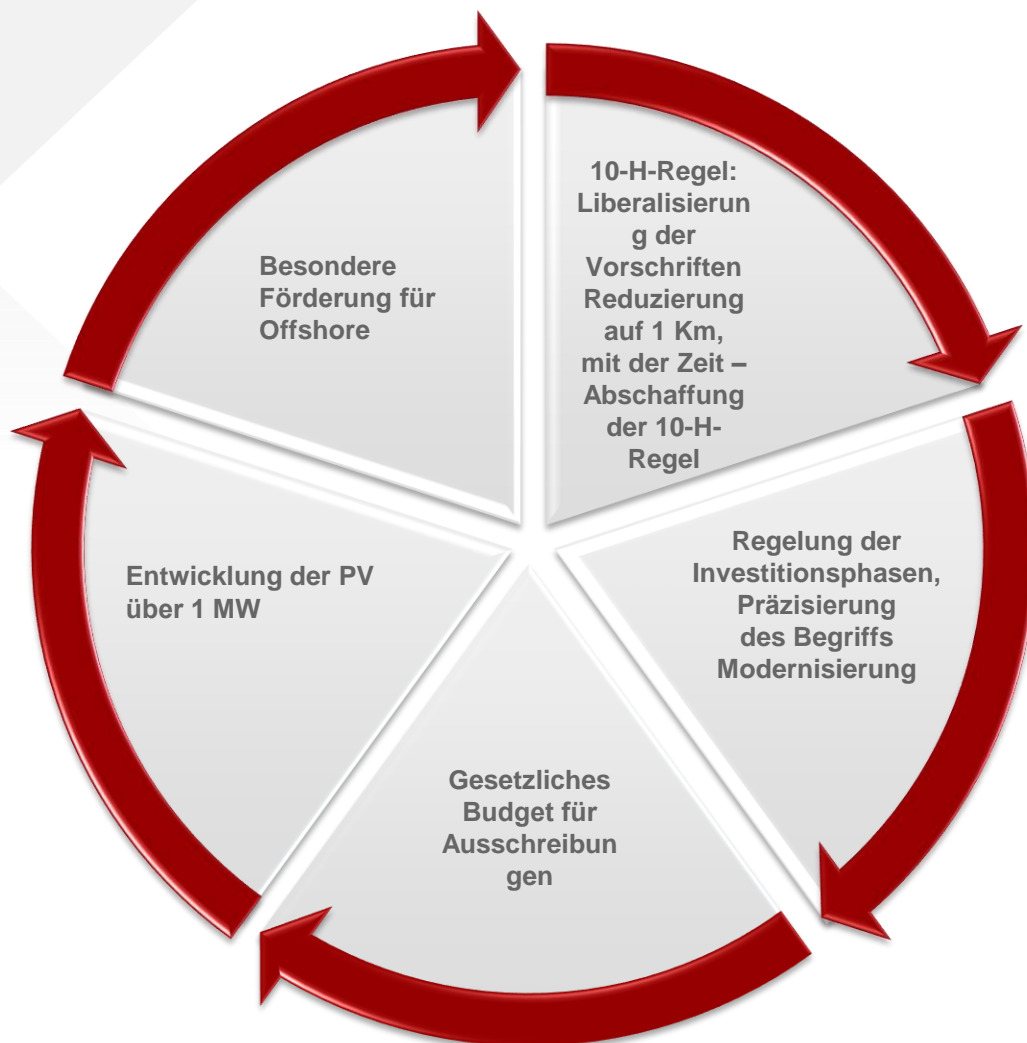 10-H-Regel:
Liberalisierun
g der
Vorschriften
Reduzierung
auf 1 Km,
mit der Zeit –
Abschaffung
der 10-H-
Regel
Regelung der
Investitionsphasen,
Präzisierung
des Begriffs
Modernisierung
Gesetzliches
Budget für
Ausschreibun
gen
Entwicklung der PV
über 1 MW
Besondere
Förderung für
Offshore